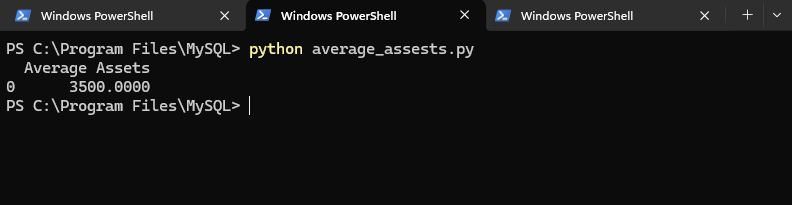 Windows PowerShell
Windows PowerShell
Windows PowerShell
PS C:\Program Files\MySQL> python average_assests.py
  Average Assets
0      3500.0000
PS C:\Program Files\MySQL>